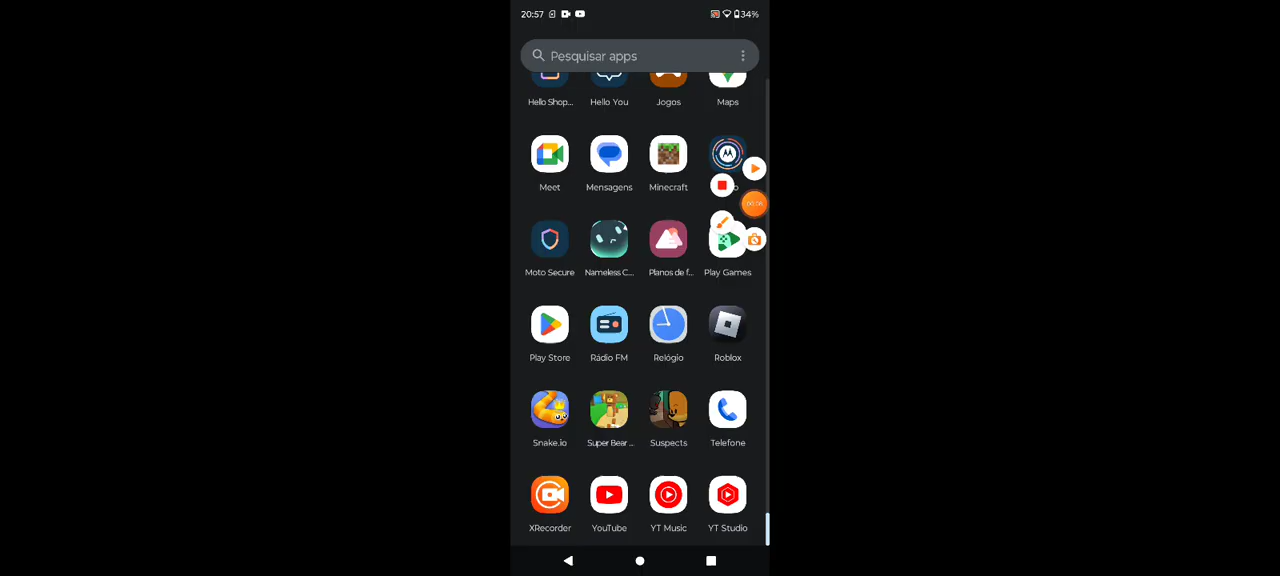 20:57
34%
Pesquisar apps
Hello Shop...
Hello You
Jogos
Maps
Meet
Mensagens
Minecraft
Moto Secure
Nameless C...
Planos de f...
Play Games
Play Store
Rádio FM
Relógio
Roblox
Snake.io
Super Bear ...
Suspects
Telefone
XRecorder
YouTube
YT Music
YT Studio